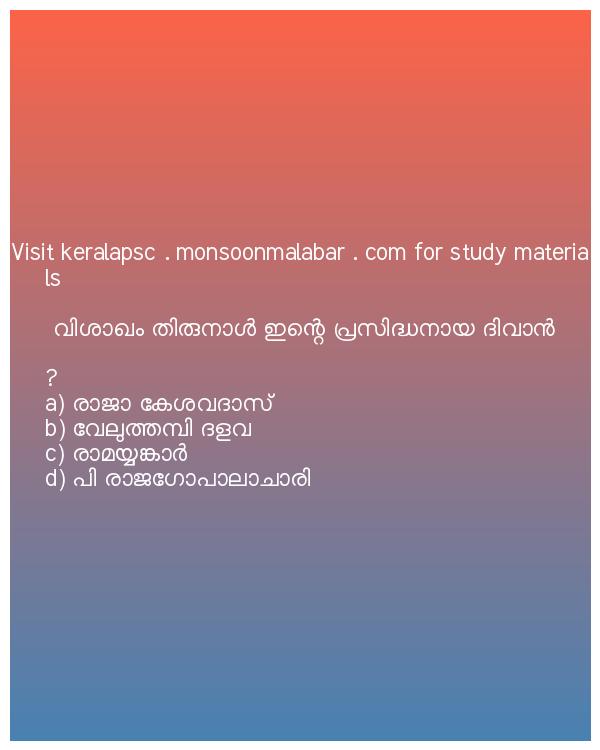 Visit keralapsc . monsoonmalabar . com for study materia
ls
വിശാഖം തിരുനാൾ ഇന്റെ പ്രസിദ്ധനായ ദിവാൻ
?
a) രാജാ കേശവദാസ്
b) വേലുത്തമ്പി ദളവ
c) രാമയ്യങ്കാർ
d) പി രാജഗോപാലാചാരി